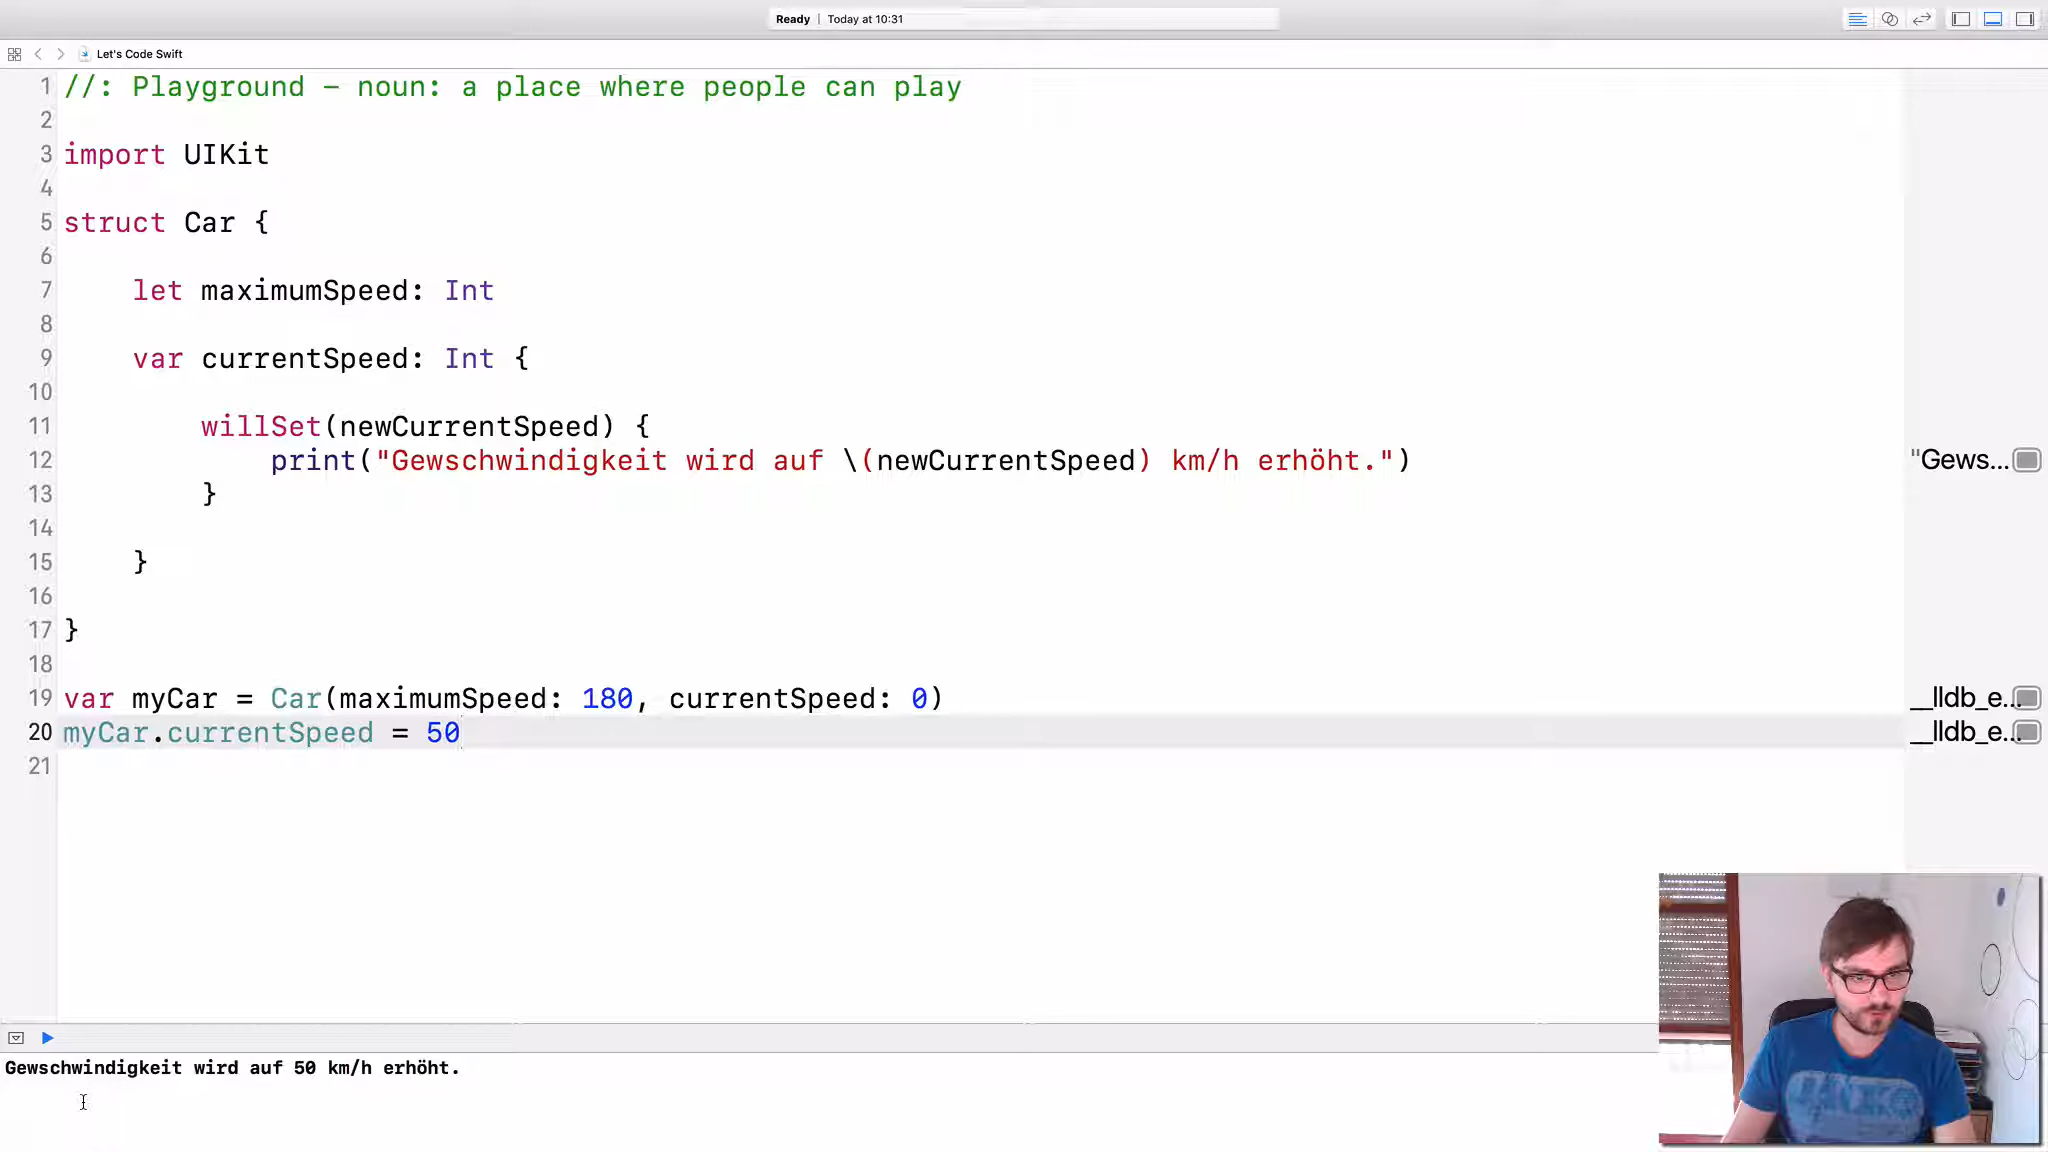 Ready | Today at 10:31
Let's Code Swift
1 //: Playground – noun: a place where people can play
2
3 import UIKit
4
5 struct Car {
6
7 let maximumSpeed: Int
8
9 var currentSpeed: Int {
10
11 willSet(newCurrentSpeed) {
12 print("Gewschwindigkeit wird auf \(newCurrentSpeed) km/h erhöht.") "Gews...
13 }
14
15 }
16
17 }
18
19 var myCar = Car(maximumSpeed: 180, currentSpeed: 0) __lldb_e...
20 myCar.currentSpeed = 50 __lldb_e...
21
Gewschwindigkeit wird auf 50 km/h erhöht.